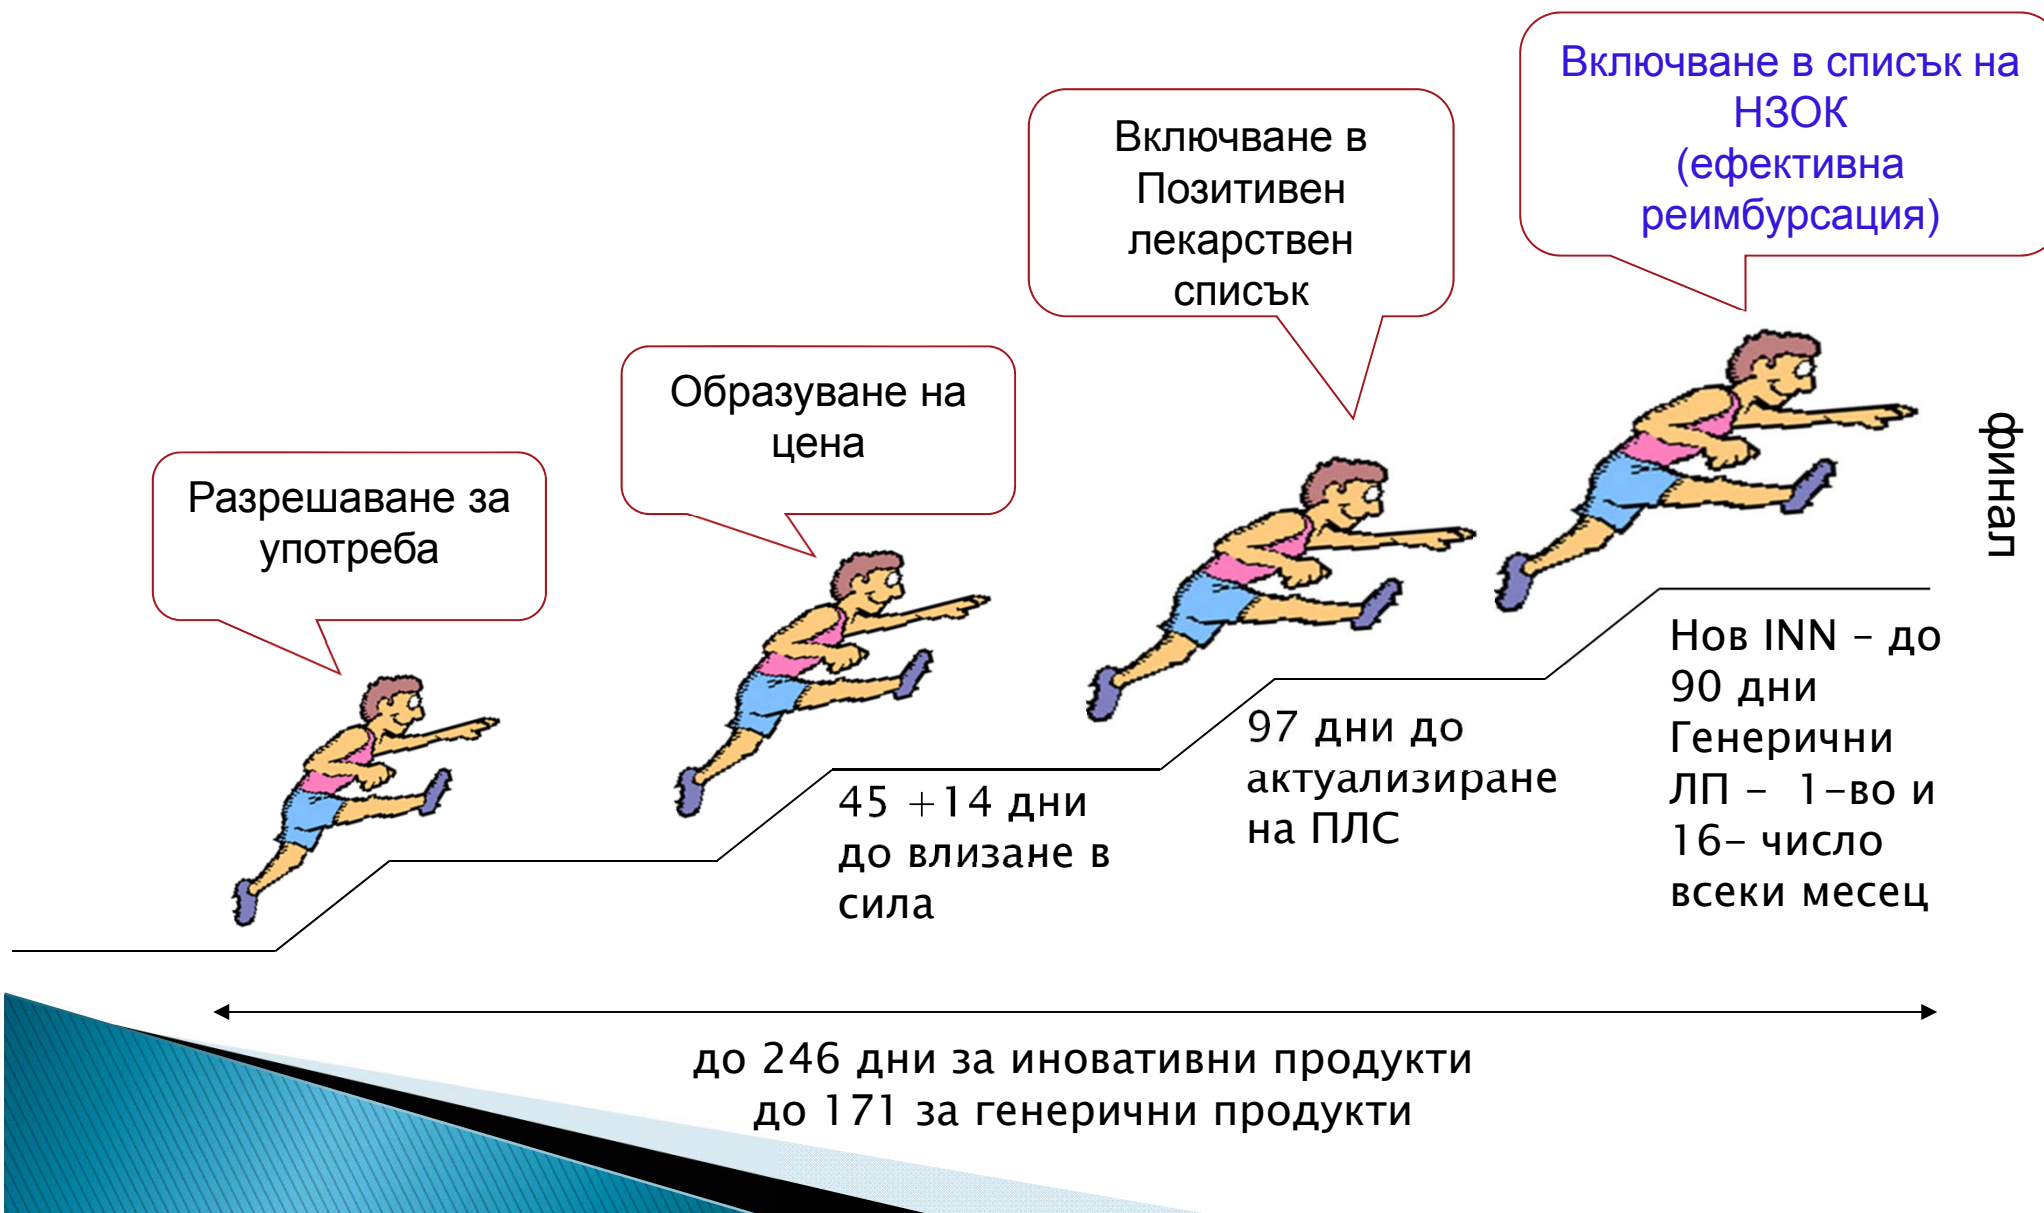 Разрешаване за
употреба
Образуване на
цена
Включване в
Позитивен
лекарствен
списък
Включване в списък на
НЗОК
(ефективна
реимбурсация)
финал
45 +14 дни
до влизане в
сила
97 дни до
актуализиране
на ПЛС
Нов INN – до
90 дни
Генерични
ЛП – 1-во и
16- число
всеки месец
до 246 дни за иновативни продукти
до 171 за генерични продукти